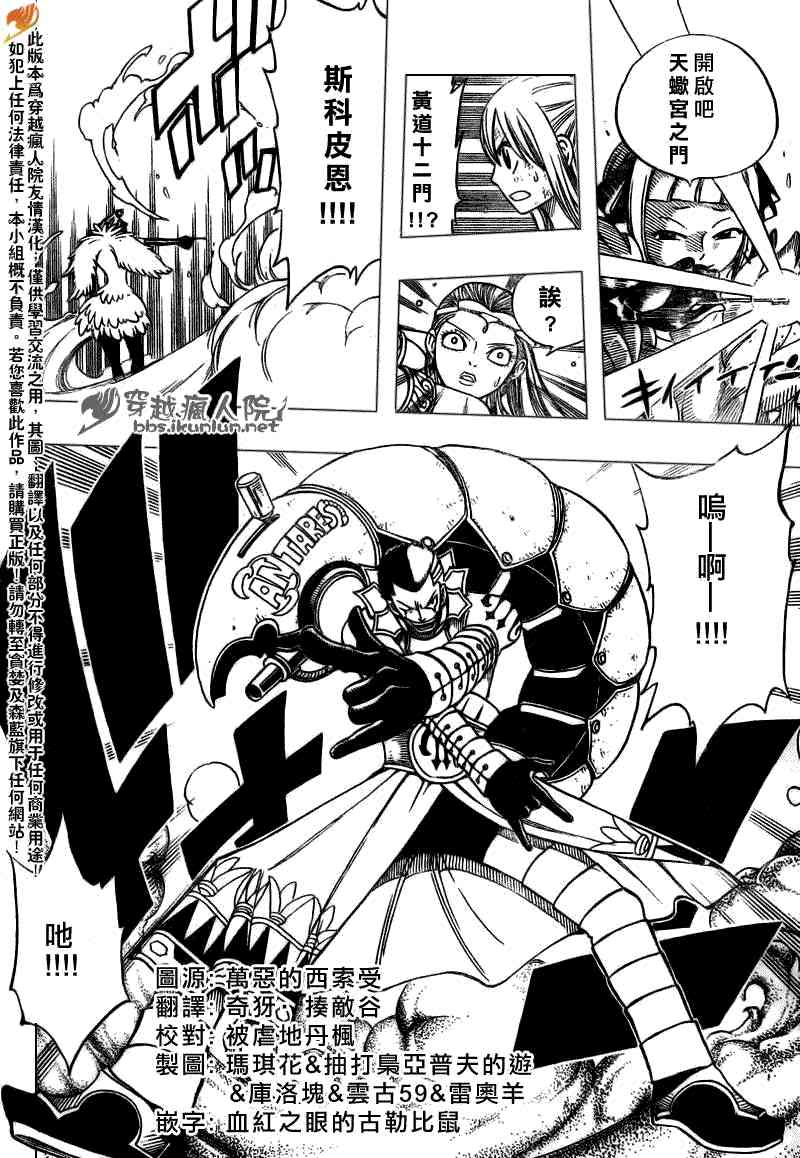 開啟吧
天蠍宮之門
黃道十二門
!!?
誒?
斯科皮恩
!!!!
嗚ー啊ー
!!!!
ANTARES
吔
!!!!
此版本爲穿越瘋人院友情漢化!僅供學習交流之用,其圖、翻譯以及任何部分不得進行修改或用于任何商業用途!!
如犯上任何法律責任,本小組概不負責。若您喜歡此作品,請購買正版!請勿轉至貪婪及森藍旗下任何網站!
穿越瘋人院
bbs.ikunlun.net
圖源: 萬惡的西索受
翻譯: 奇犽、揍敵谷
校對: 被虐地丹楓
製圖: 瑪琪花&抽打梟亞普夫的遊
&庫洛塊&雲古59&雷奧羊
嵌字: 血紅之眼的古勒比鼠